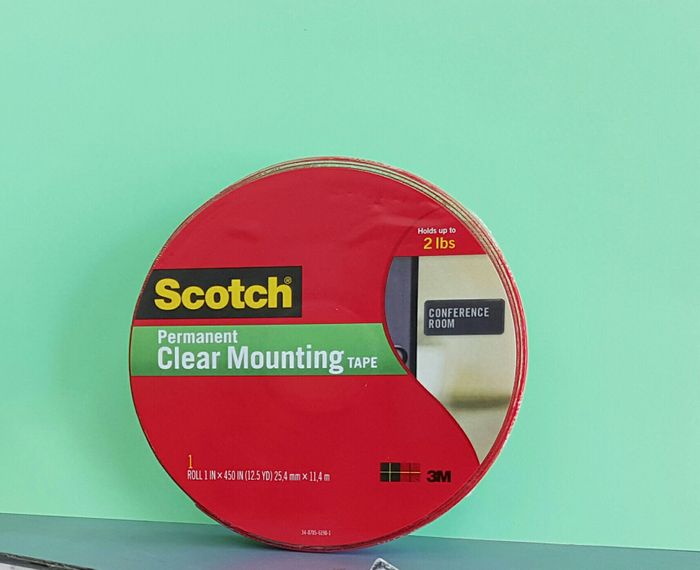 Holds up to
2 lbs
Scotch®
CONFERENCE
ROOM
Permanent
Clear Mounting TAPE
1
ROLL 1 IN × 450 IN (12.5 YD) 25,4 mm × 11,4 m
3M